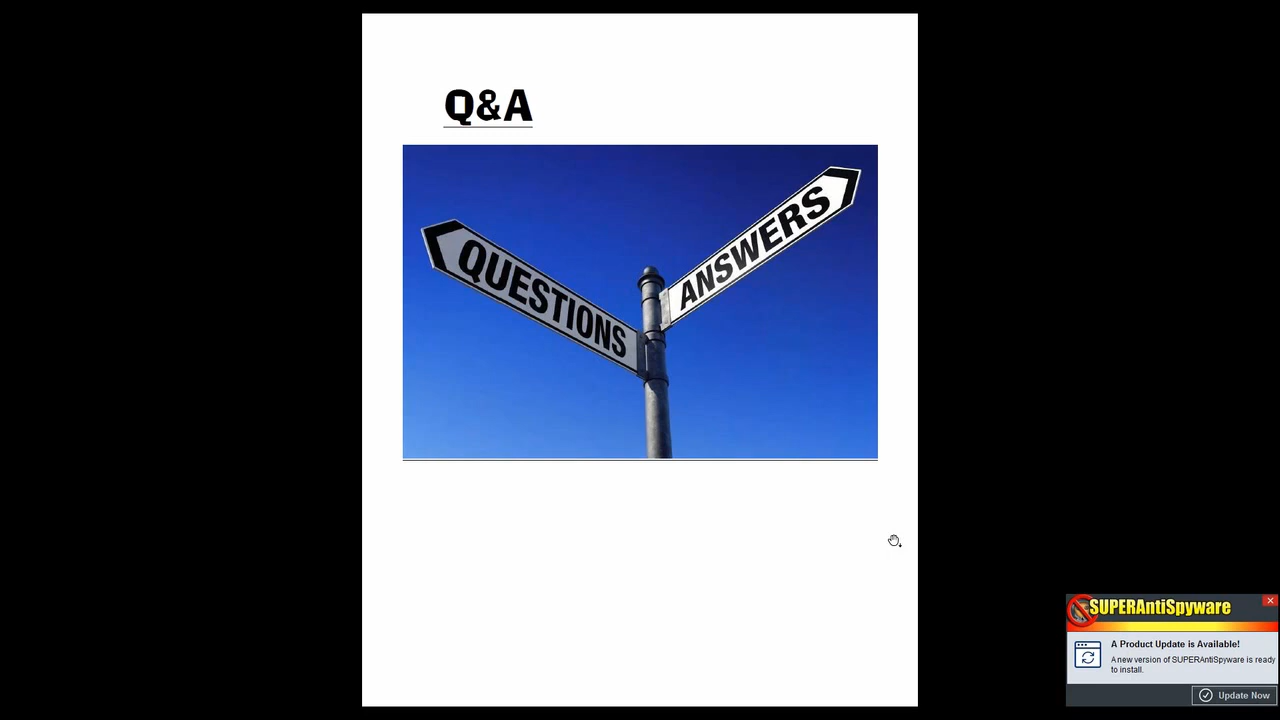 Q&A
QUESTIONS
ANSWERS
SUPERAntiSpyware
A Product Update is Available!
A new version of SUPERAntiSpyware is ready
to install.
Update Now